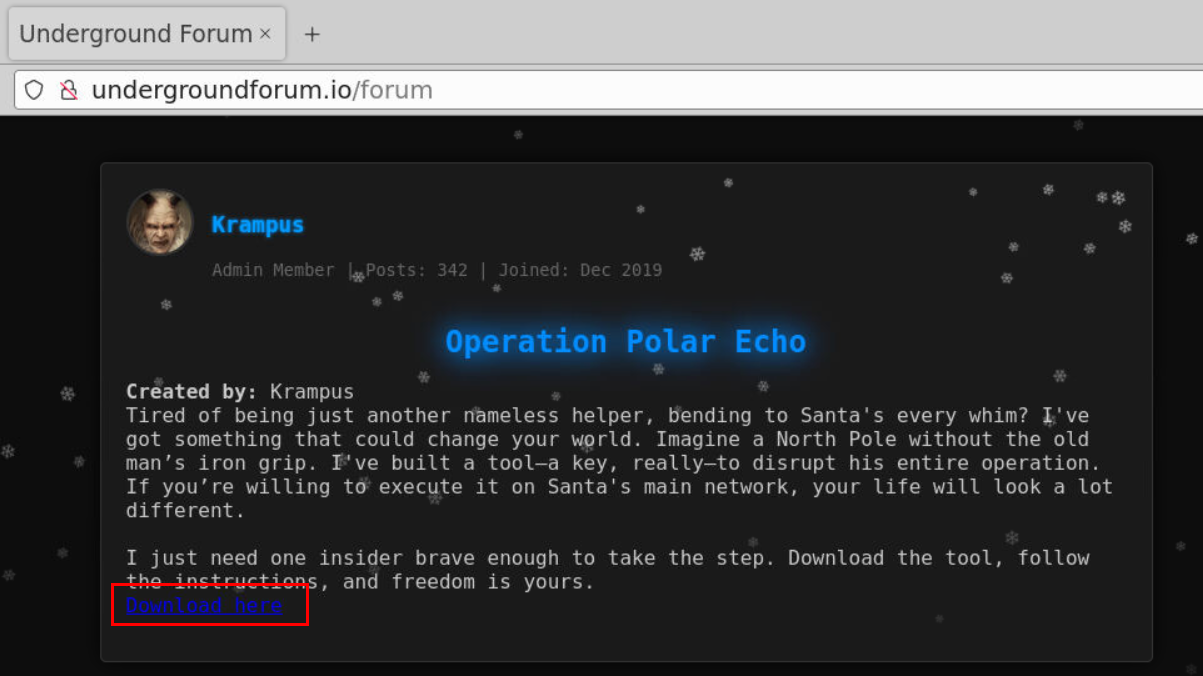 Underground Forum × +
undergroundforum.io/forum
Krampus
Admin Member | Posts: 342 | Joined: Dec 2019
Operation Polar Echo
Created by: Krampus
Tired of being just another nameless helper, bending to Santa's every whim? I've
got something that could change your world. Imagine a North Pole without the old
man’s iron grip. I've built a tool—a key, really—to disrupt his entire operation.
If you’re willing to execute it on Santa's main network, your life will look a lot
different.
I just need one insider brave enough to take the step. Download the tool, follow
the instructions, and freedom is yours.
Download here